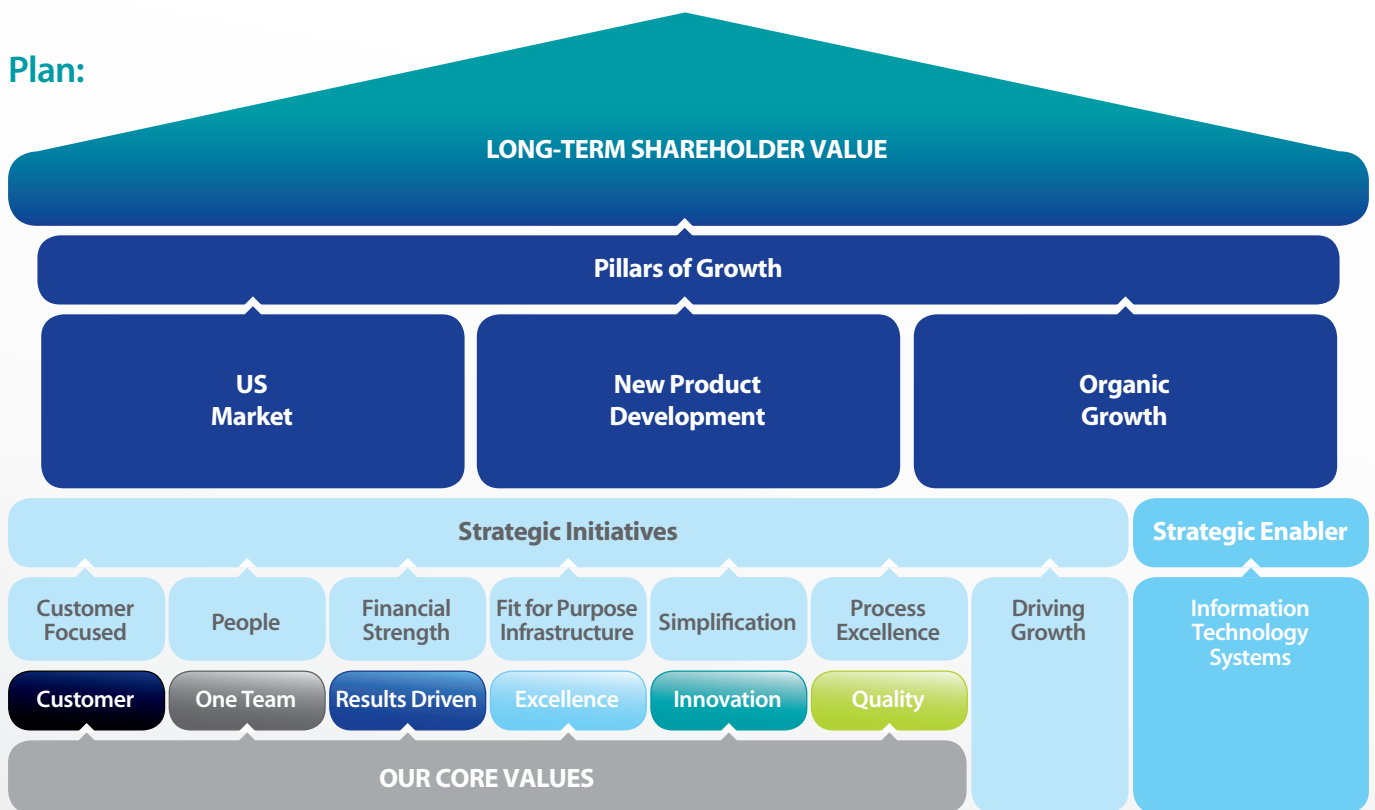 Plan:
LONG-TERM SHAREHOLDER VALUE
Pillars of Growth
US
Market
New Product
Development
Organic
Growth
Strategic Initiatives
Strategic Enabler
Customer
Focused
People
Financial
Strength
Fit for Purpose
Infrastructure
Simplification
Process
Excellence
Driving
Growth
Information
Technology
Systems
Customer
One Team
Results Driven
Excellence
Innovation
Quality
OUR CORE VALUES